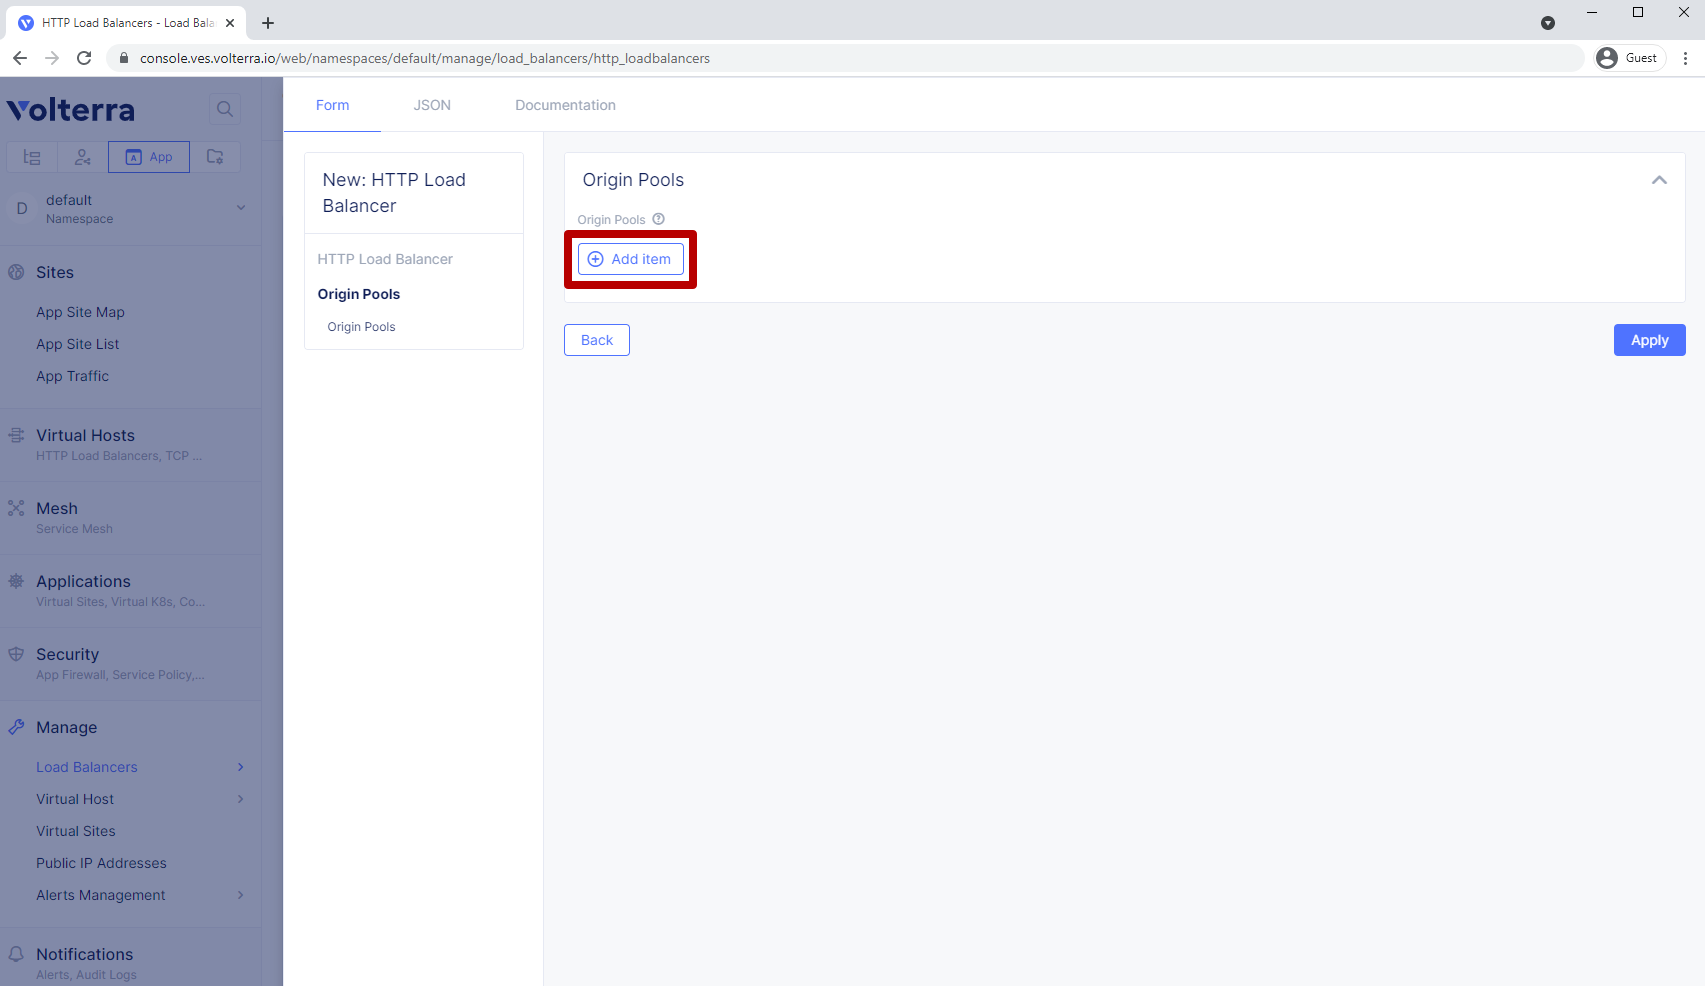 HTTP Load Balancers - Load Bala
console.ves.volterra.io/web/namespaces/default/manage/load_balancers/http_loadbalancers
Guest
Volterra
App
D
default
Namespace
Sites
App Site Map
App Site List
App Traffic
Virtual Hosts
HTTP Load Balancers, TCP ...
Mesh
Service Mesh
Applications
Virtual Sites, Virtual K8s, Co...
Security
App Firewall, Service Policy,...
Manage
Load Balancers
Virtual Host
Virtual Sites
Public IP Addresses
Alerts Management
Notifications
Alerts, Audit Logs
Form
JSON
Documentation
New: HTTP Load
Balancer
HTTP Load Balancer
Origin Pools
Origin Pools
Origin Pools
Origin Pools
Add item
Back
Apply